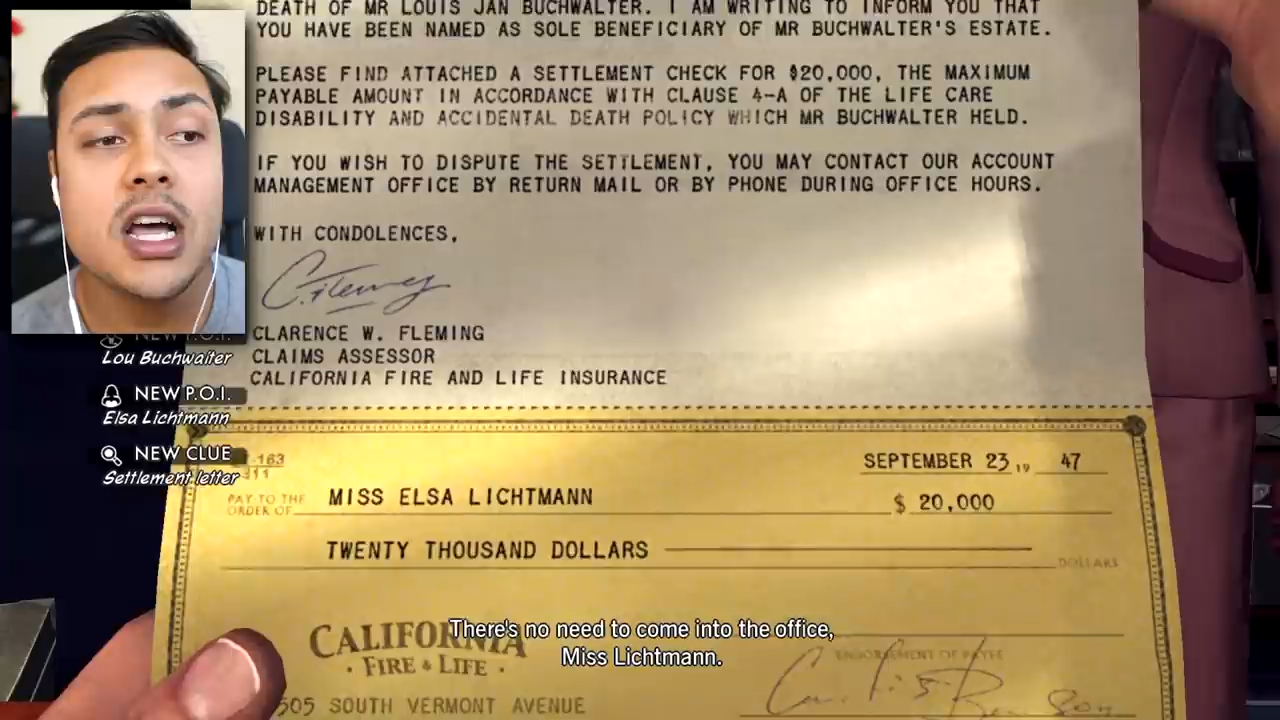 DEATH OF MR LOUIS JAN BUCHWALTER. I AM WRITING TO INFORM YOU THAT
YOU HAVE BEEN NAMED AS SOLE BENEFICIARY OF MR BUCHWALTER'S ESTATE.
PLEASE FIND ATTACHED A SETTLEMENT CHECK FOR $20,000, THE MAXIMUM
PAYABLE AMOUNT IN ACCORDANCE WITH CLAUSE 4-A OF THE LIFE CARE
DISABILITY AND ACCIDENTAL DEATH POLICY WHICH MR BUCHWALTER HELD.
IF YOU WISH TO DISPUTE THE SETTLEMENT, YOU MAY CONTACT OUR ACCOUNT
MANAGEMENT OFFICE BY RETURN MAIL OR BY PHONE DURING OFFICE HOURS.
WITH CONDOLENCES,
C. Fleming
CLARENCE W. FLEMING
CLAIMS ASSESSOR
CALIFORNIA FIRE AND LIFE INSURANCE
NEW P.O.I.
Lou Buchwalter
NEW P.O.I.
Elsa Lichtmann
NEW CLUE
Settlement letter
SEPTEMBER 23, 19 47
PAY TO THE
ORDER OF MISS ELSA LICHTMANN $ 20,000
TWENTY THOUSAND DOLLARS
DOLLARS
CALIFORNIA
FIRE & LIFE
ENDORSEMENT OF PAYEE
505 SOUTH VERMONT AVENUE
There's no need to come into the office,
Miss Lichtmann.